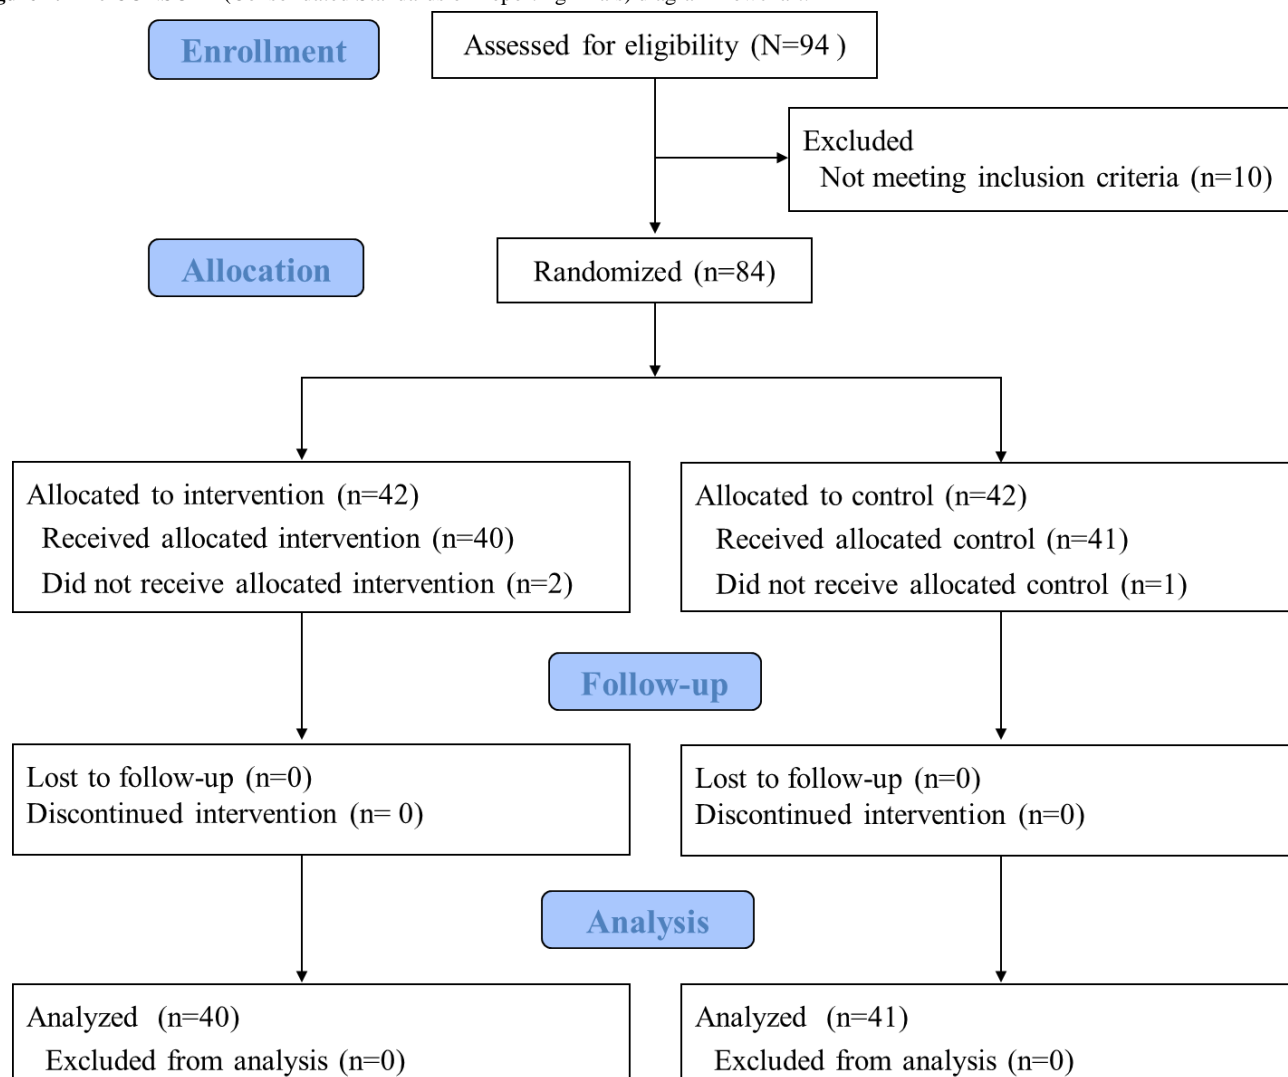 Enrollment
Assessed for eligibility (N=94 )
Excluded
Not meeting inclusion criteria (n=10)
Allocation
Randomized (n=84)
Allocated to intervention (n=42)
Received allocated intervention (n=40)
Did not receive allocated intervention (n=2)
Allocated to control (n=42)
Received allocated control (n=41)
Did not receive allocated control (n=1)
Follow-up
Lost to follow-up (n=0)
Discontinued intervention (n= 0)
Lost to follow-up (n=0)
Discontinued intervention (n=0)
Analysis
Analyzed (n=40)
Excluded from analysis (n=0)
Analyzed (n=41)
Excluded from analysis (n=0)